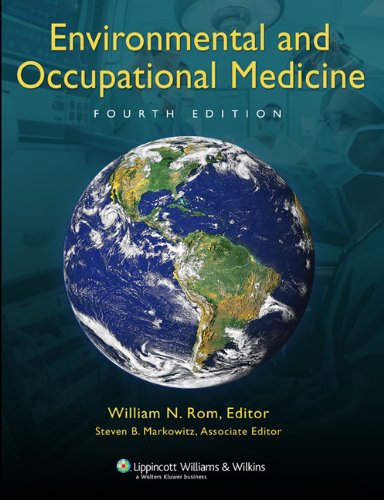 Environmental and
Occupational Medicine
FOURTH EDITION
William N. Rom, Editor
Steven B. Markowitz, Associate Editor
Lippincott Williams & Wilkins
a Wolters Kluwer business